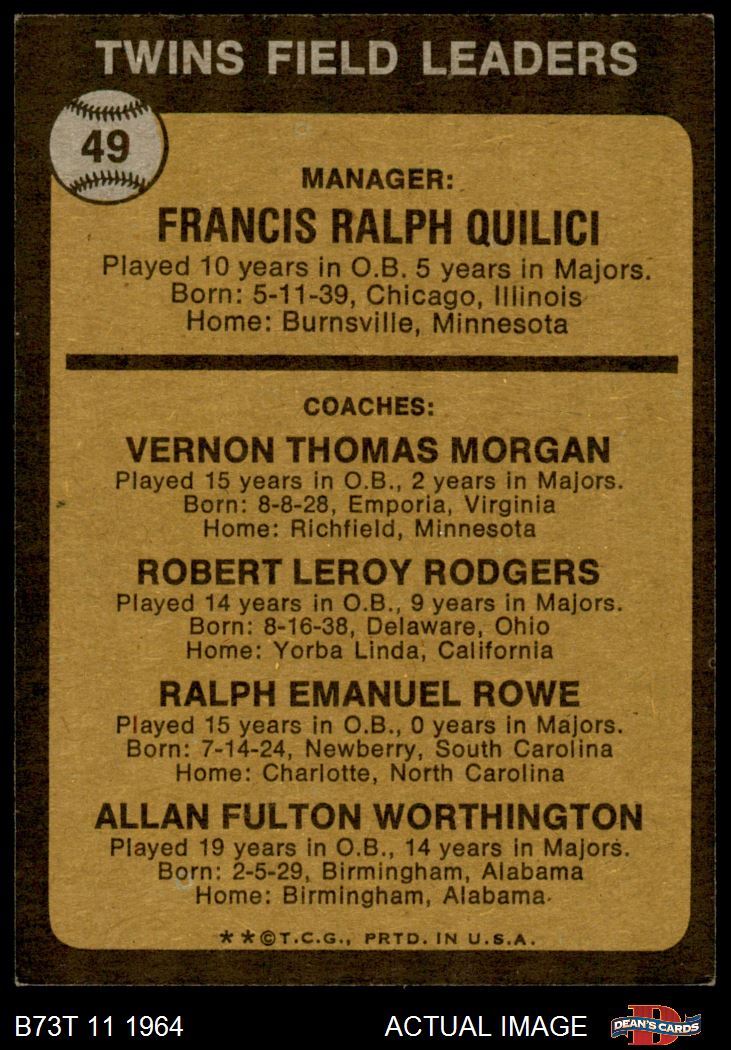 TWINS FIELD LEADERS
49
MANAGER:
FRANCIS RALPH QUILICI
Played 10 years in O.B. 5 years in Majors.
Born: 5-11-39, Chicago, Illinois
Home: Burnsville, Minnesota
COACHES:
VERNON THOMAS MORGAN
Played 15 years in O.B., 2 years in Majors.
Born: 8-8-28, Emporia, Virginia
Home: Richfield, Minnesota
ROBERT LEROY RODGERS
Played 14 years in O.B., 9 years in Majors.
Born: 8-16-38, Delaware, Ohio
Home: Yorba Linda, California
RALPH EMANUEL ROWE
Played 15 years in O.B., 0 years in Majors.
Born: 7-14-24, Newberry, South Carolina
Home: Charlotte, North Carolina
ALLAN FULTON WORTHINGTON
Played 19 years in O.B., 14 years in Majors.
Born: 2-5-29, Birmingham, Alabama
Home: Birmingham, Alabama
**©T.C.G., PRTD. IN U.S.A.
B73T 11 1964 ACTUAL IMAGE D DEAN'S CARDS